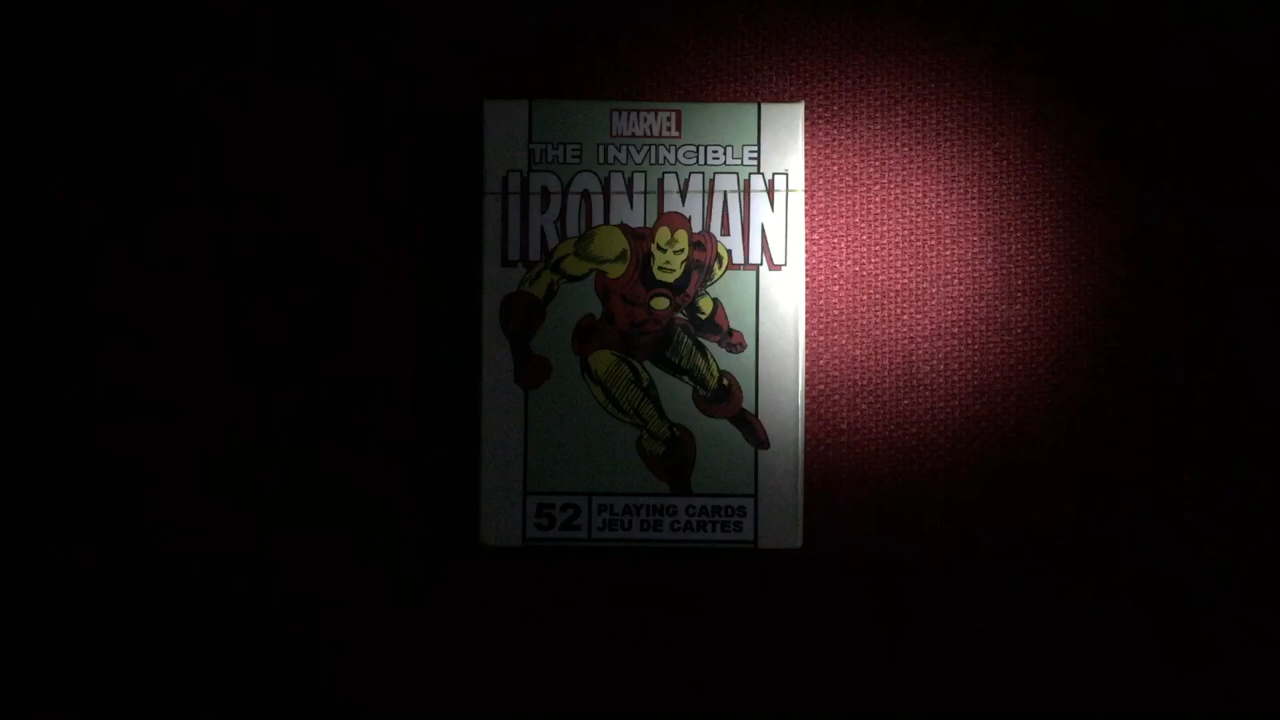 MARVEL
THE INVINCIBLE
IRON MAN
52
PLAYING CARDS
JEU DE CARTES